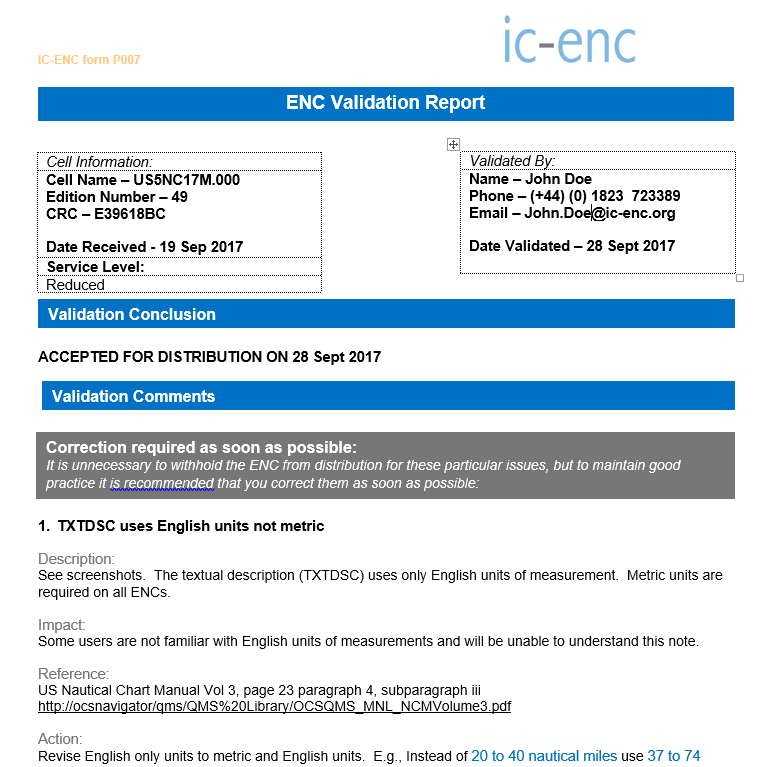 ic-enc
IC-ENC form P007
ENC Validation Report
Cell Information:
Cell Name – US5NC17M.000
Edition Number – 49
CRC – E39618BC
Date Received - 19 Sep 2017
Service Level:
Reduced
Validated By:
Name – John Doe
Phone – (+44) (0) 1823  723389
Email – John.Doe@ic-enc.org
Date Validated – 28 Sept 2017
Validation Conclusion
ACCEPTED FOR DISTRIBUTION ON 28 Sept 2017
Validation Comments
Correction required as soon as possible:
It is unnecessary to withhold the ENC from distribution for these particular issues, but to maintain good
practice it is recommended that you correct them as soon as possible:
1.  TXTDSC uses English units not metric
Description:
See screenshots.  The textual description (TXTDSC) uses only English units of measurement.  Metric units are
required on all ENCs.
Impact:
Some users are not familiar with English units of measurements and will be unable to understand this note.
Reference:
US Nautical Chart Manual Vol 3, page 23 paragraph 4, subparagraph iii
http://ocsnavigator/qms/QMS%20Library/OCSQMS_MNL_NCMVolume3.pdf
Action:
Revise English only units to metric and English units.  E.g., Instead of 20 to 40 nautical miles use 37 to 74